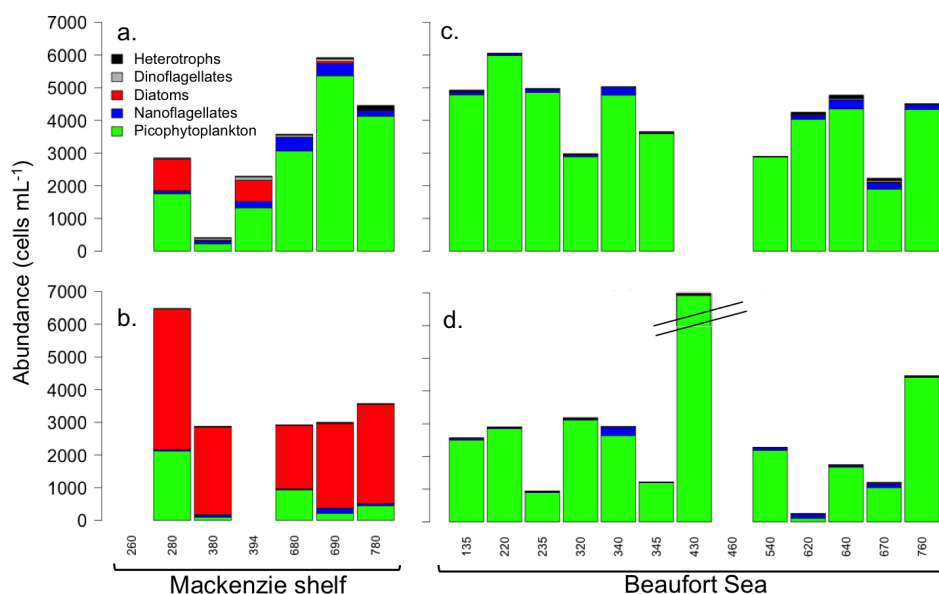 a.
Heterotrophs
Dinoflagellates
Diatoms
Nanoflagellates
Picophytoplankton
7000
6000
5000
4000
3000
2000
1000
0
c.
Abundance (cells mL-1)
b.
7000
6000
5000
4000
3000
2000
1000
0
d.
260 280 380 394 680 690 780
135 220 235 320 340 345 430 460 540 620 640 670 760
Mackenzie shelf
Beaufort Sea